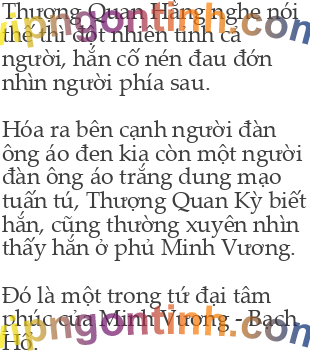 Thượng Quan Hằng nghe nói
thế thì đột nhiên tỉnh cả
người, hắn cố nén đau đớn
nhìn người phía sau.
Hóa ra bên cạnh người đàn
ông áo đen kia còn một người
đàn ông áo trắng dung mạo
tuấn tú, Thượng Quan Kỳ biết
hắn, cũng thường xuyên nhìn
thấy hắn ở phủ Minh Vương.
Đó là một trong tứ đại tâm
phúc của Minh Vương - Bạch
Hổ.